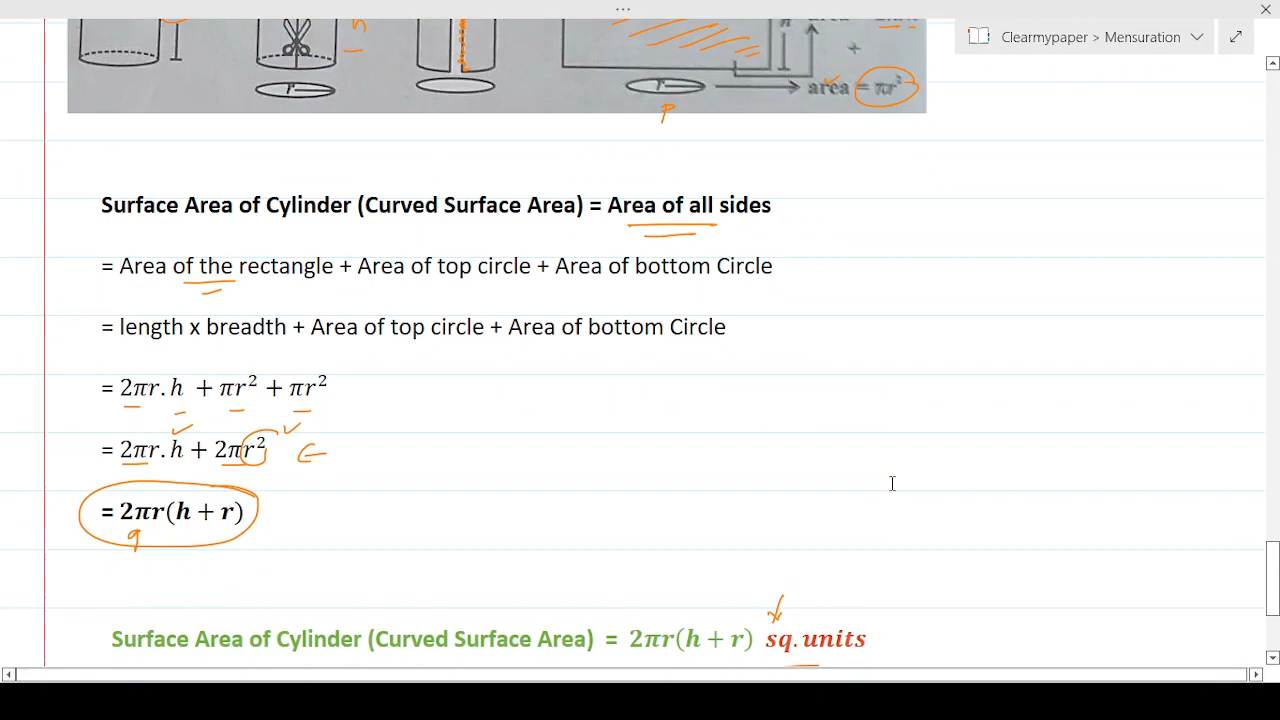 ...
Clearmypaper > Mensuration
h
r
r
area = πr²
+
p
Surface Area of Cylinder (Curved Surface Area) = Area of all sides
= Area of the rectangle + Area of top circle + Area of bottom Circle
= length x breadth + Area of top circle + Area of bottom Circle
= 2πr. h + πr² + πr²
= 2πr. h + 2πr²
= 2πr(h + r)
Surface Area of Cylinder (Curved Surface Area) = 2πr(h + r) sq. units